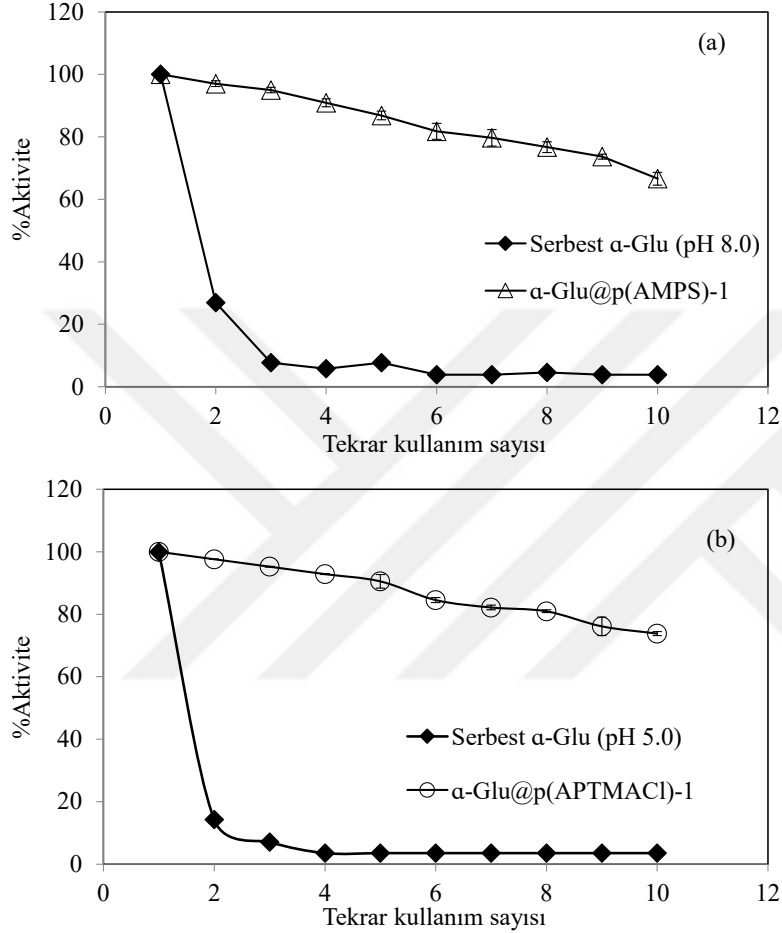 120
100
80
60
40
20
0
%Aktivite
(a)
Serbest α-Glu (pH 8.0)
α-Glu@p(AMPS)-1
0 2 4 6 8 10 12
Tekrar kullanım sayısı
120
100
80
60
40
20
0
%Aktivite
(b)
Serbest α-Glu (pH 5.0)
α-Glu@p(APTMACl)-1
0 2 4 6 8 10 12
Tekrar kullanım sayısı